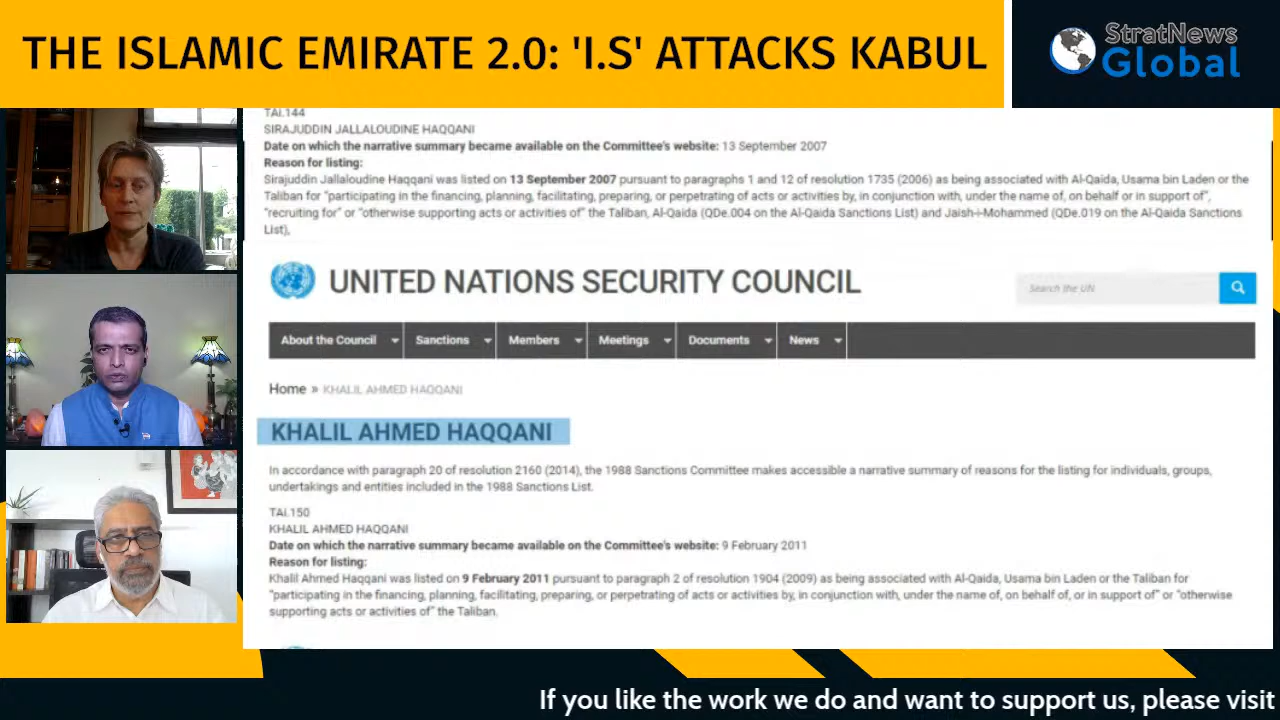 THE ISLAMIC EMIRATE 2.0: 'I.S' ATTACKS KABUL
StratNews
Global
TAi.144
SIRAJUDDIN JALLALOUDINE HAQQANI
Date on which the narrative summary became available on the Committee's website: 13 September 2007
Reason for listing:
Sirajuddin Jallaloudine Haqqani was listed on 13 September 2007 pursuant to paragraphs 1 and 12 of resolution 1735 (2006) as being associated with Al-Qaida, Usama bin Laden or the
Taliban for "participating in the financing, planning, facilitating, preparing, or perpetrating of acts or activities by, in conjunction with, under the name of, on behalf or in support of",
"recruiting for" or "otherwise supporting acts or activities of" the Taliban, Al-Qaida (QDe.004 on the Al-Qaida Sanctions List) and Jaish-i-Mohammed (QDe.019 on the Al-Qaida Sanctions
List),
UNITED NATIONS SECURITY COUNCIL
Search the UN
About the Council Sanctions Members Meetings Documents News
Home » KHALIL AHMED HAQQANI
KHALIL AHMED HAQQANI
In accordance with paragraph 20 of resolution 2160 (2014), the 1988 Sanctions Committee makes accessible a narrative summary of reasons for the listing for individuals, groups,
undertakings and entities included in the 1988 Sanctions List.
TAi.150
KHALIL AHMED HAQQANI
Date on which the narrative summary became available on the Committee's website: 9 February 2011
Reason for listing:
Khalil Ahmed Haqqani was listed on 9 February 2011 pursuant to paragraph 2 of resolution 1904 (2009) as being associated with Al-Qaida, Usama bin Laden or the Taliban for
"participating in the financing, planning, facilitating, preparing, or perpetrating of acts or activities by, in conjunction with, under the name of, on behalf of, or in support of" or "otherwise
supporting acts or activities of" the Taliban.
If you like the work we do and want to support us, please visit